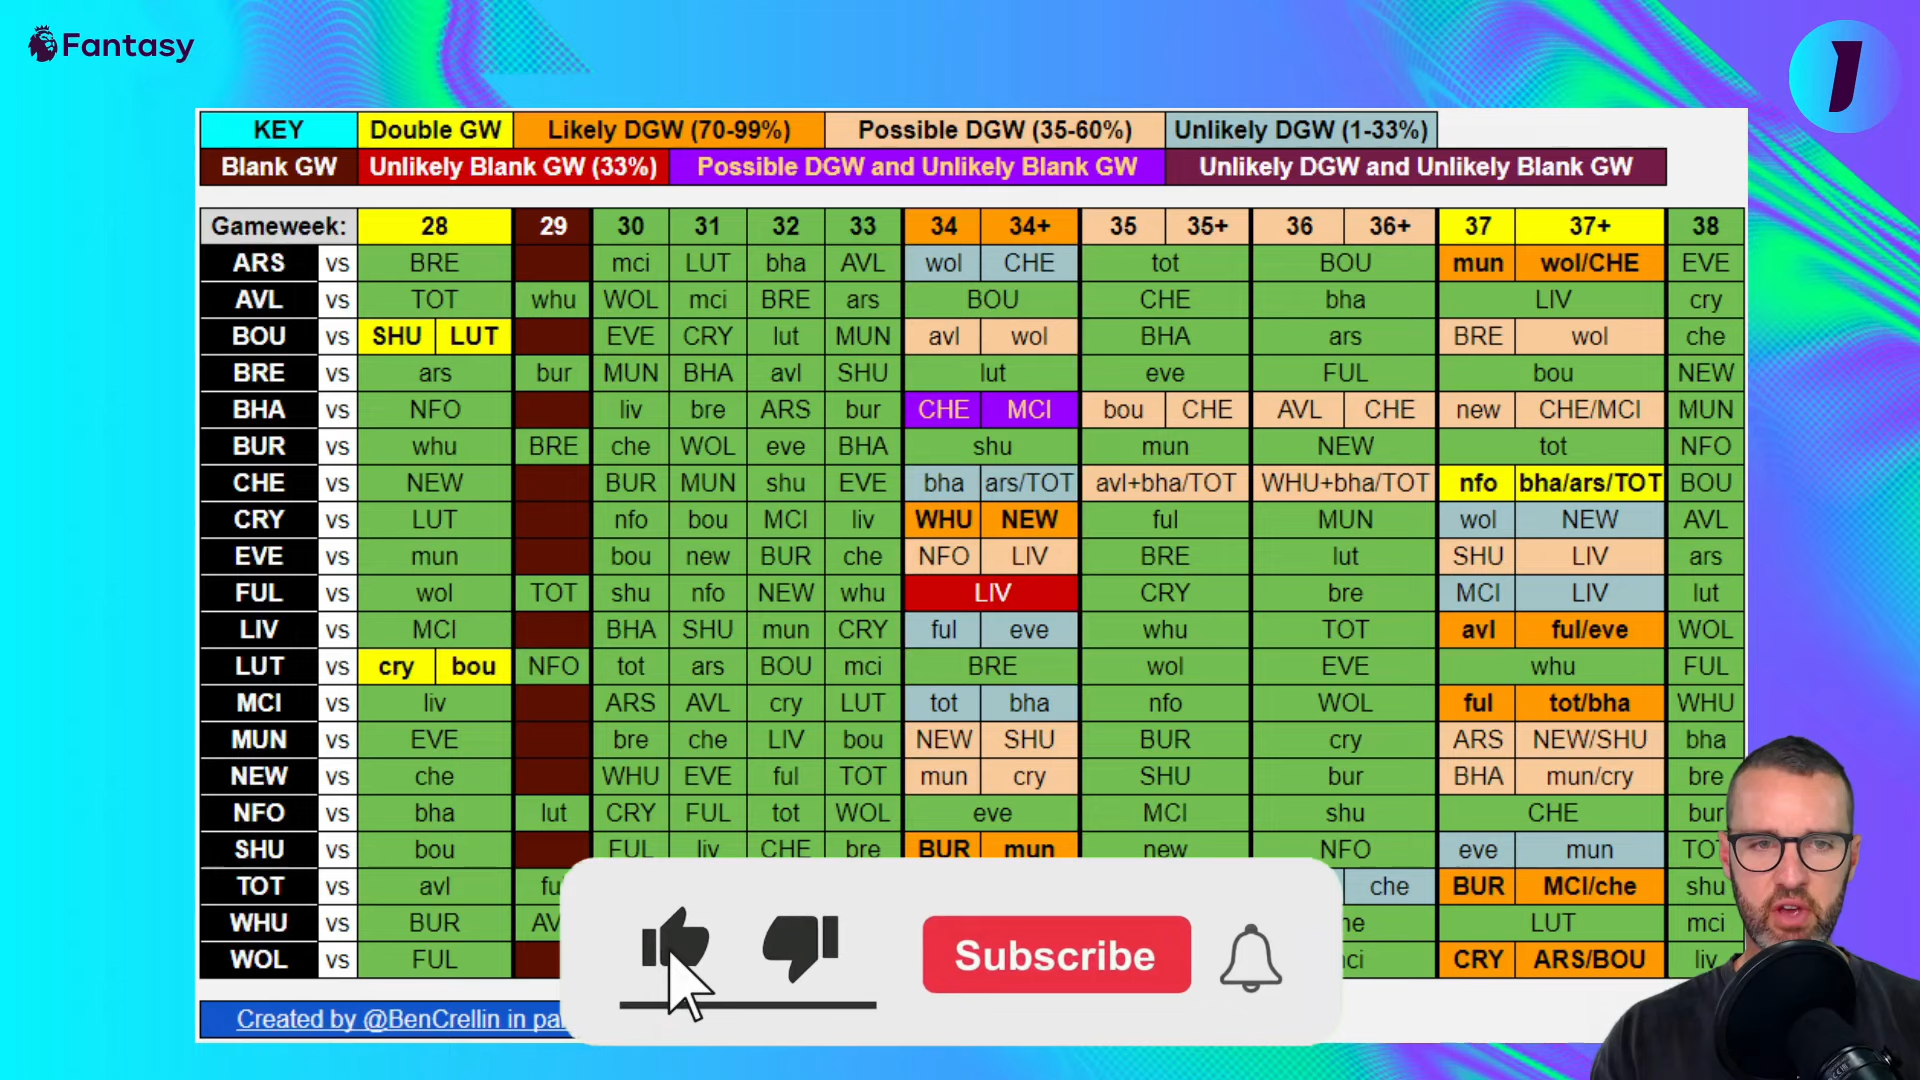 Fantasy
J
KEY Double GW Likely DGW (70-99%) Possible DGW (35-60%) Unlikely DGW (1-33%)
Blank GW Unlikely Blank GW (33%) Possible DGW and Unlikely Blank GW Unlikely DGW and Unlikely Blank GW
Gameweek: 28 29 30 31 32 33 34 34+ 35 35+ 36 36+ 37 37+ 38
ARS vs BRE mci LUT bha AVL wol CHE tot BOU mun wol/CHE EVE
AVL vs TOT whu WOL mci BRE ars BOU CHE bha LIV cry
BOU vs SHU LUT EVE CRY lut MUN avl wol BHA ars BRE wol che
BRE vs ars bur MUN BHA avl SHU lut eve FUL bou NEW
BHA vs NFO liv bre ARS bur CHE MCI bou CHE AVL CHE new CHE/MCI MUN
BUR vs whu BRE che WOL eve BHA shu mun NEW tot NFO
CHE vs NEW BUR MUN shu EVE bha ars/TOT avl+bha/TOT WHU+bha/TOT nfo bha/ars/TOT BOU
CRY vs LUT nfo bou MCI liv WHU NEW ful MUN wol NEW AVL
EVE vs mun bou new BUR che NFO LIV BRE lut SHU LIV ars
FUL vs wol TOT shu nfo NEW whu LIV CRY bre MCI LIV lut
LIV vs MCI BHA SHU mun CRY ful eve whu TOT avl ful/eve WOL
LUT vs cry bou NFO tot ars BOU mci BRE wol EVE whu FUL
MCI vs liv ARS AVL cry LUT tot bha nfo WOL ful tot/bha WHU
MUN vs EVE bre che LIV bou NEW SHU BUR cry ARS NEW/SHU bha
NEW vs che WHU EVE ful TOT mun cry SHU bur BHA mun/cry bre
NFO vs bha lut CRY FUL tot WOL eve MCI shu CHE bur
SHU vs bou FUL liv CHE bre BUR mun new NFO eve mun TO
TOT vs avl fu che BUR MCI/che shu
WHU vs BUR AV he LUT mci
WOL vs FUL ci CRY ARS/BOU liv
Subscribe
Created by @BenCrellin in pa